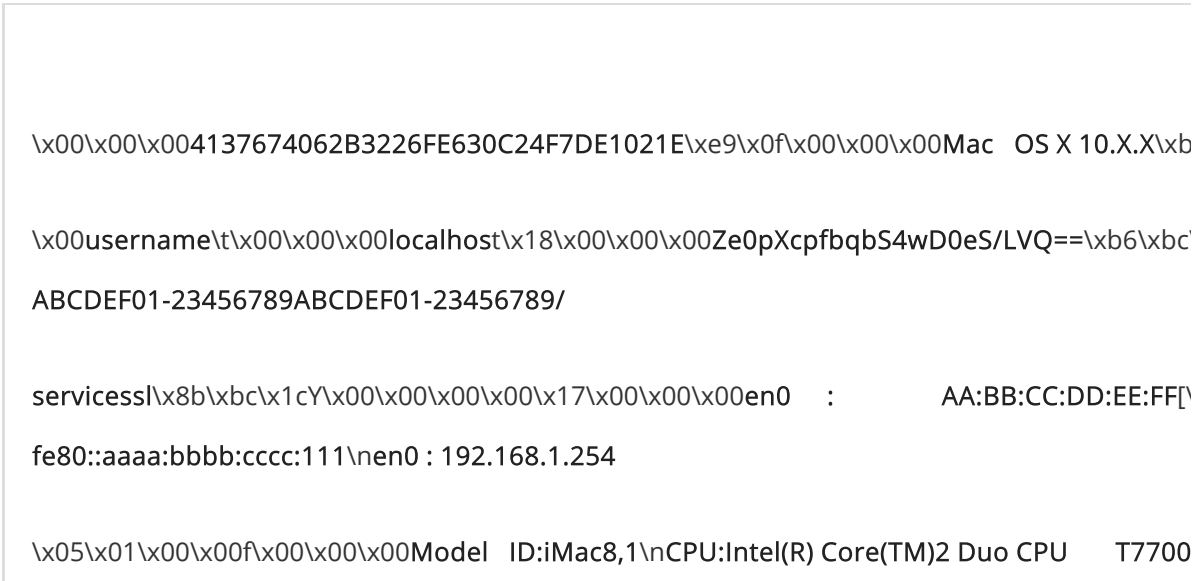 \x00\x00\x004137674062B3226FE630C24F7DE1021E\xe9\x0f\x00\x00\x00Mac OS X 10.X.X\xb
\x00username\t\x00\x00\x00localhost\x18\x00\x00\x00Ze0pXcpfbqbS4wD0eS/LVQ==\xb6\xbc\
ABCDEF01-23456789ABCDEF01-23456789/
servicessl\x8b\xbc\x1cY\x00\x00\x00\x00\x17\x00\x00\x00en0 : AA:BB:CC:DD:EE:FF[\
fe80::aaaa:bbbb:cccc:111\nen0 : 192.168.1.254
\x05\x01\x00\x00f\x00\x00\x00Model ID:iMac8,1\nCPU:Intel(R) Core(TM)2 Duo CPU T7700